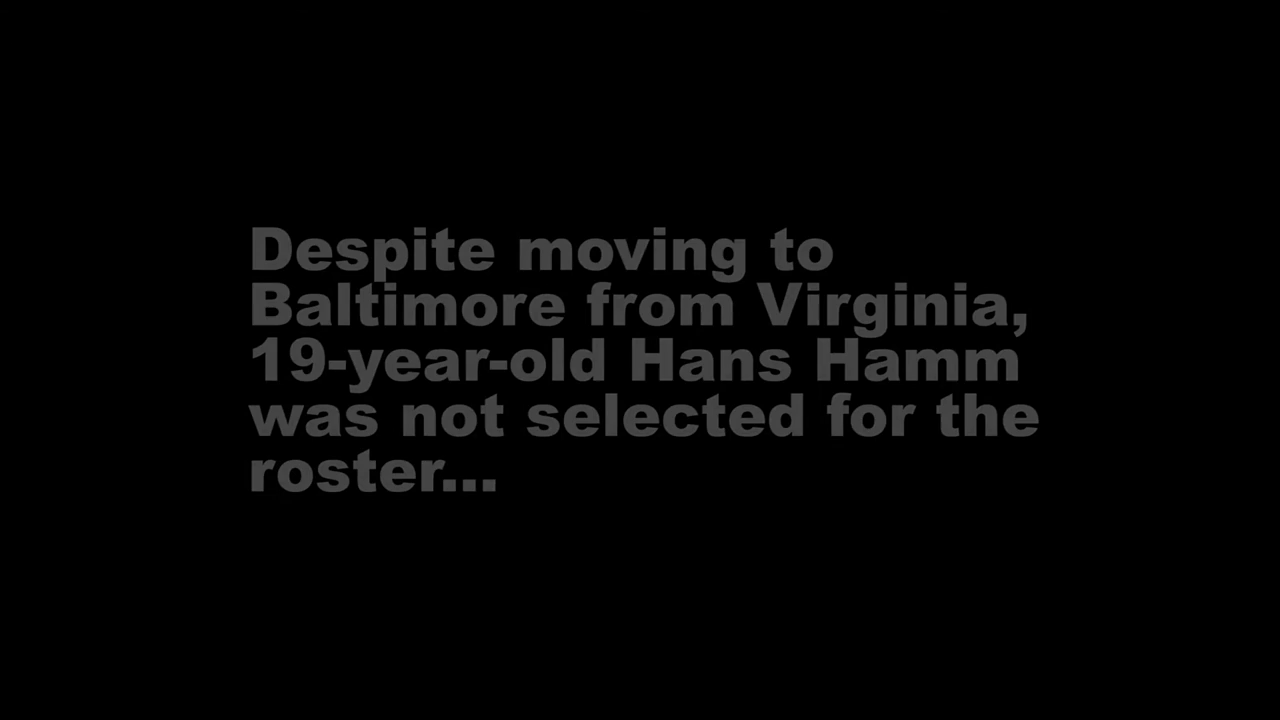 Despite moving to
Baltimore from Virginia,
19-year-old Hans Hamm
was not selected for the
roster...